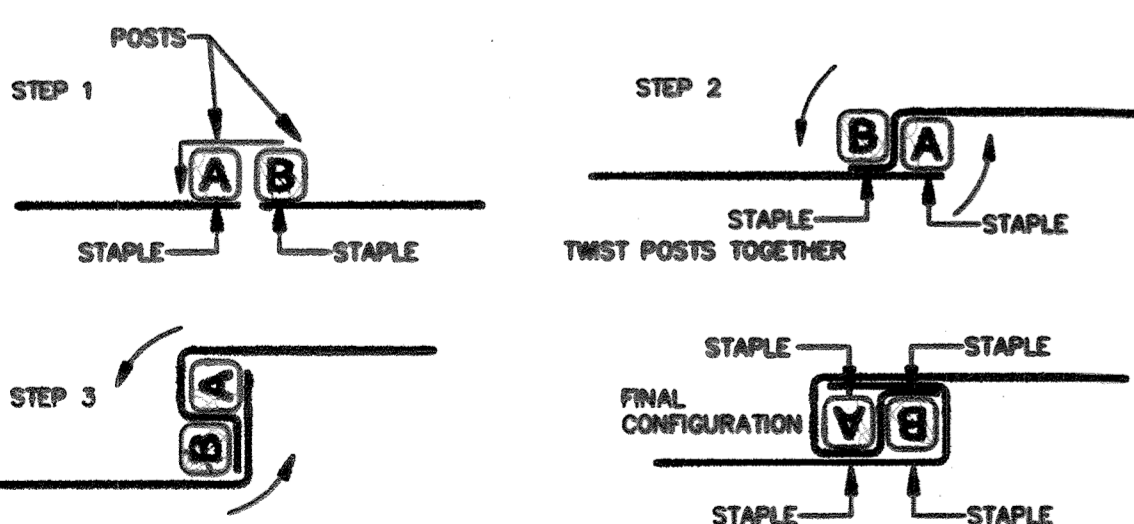 POSTS
STEP 1
A B
STAPLE STAPLE
STEP 2
B A
STAPLE STAPLE
TWIST POSTS TOGETHER
STEP 3
A
B
STAPLE STAPLE
FINAL
CONFIGURATION
A B
STAPLE STAPLE